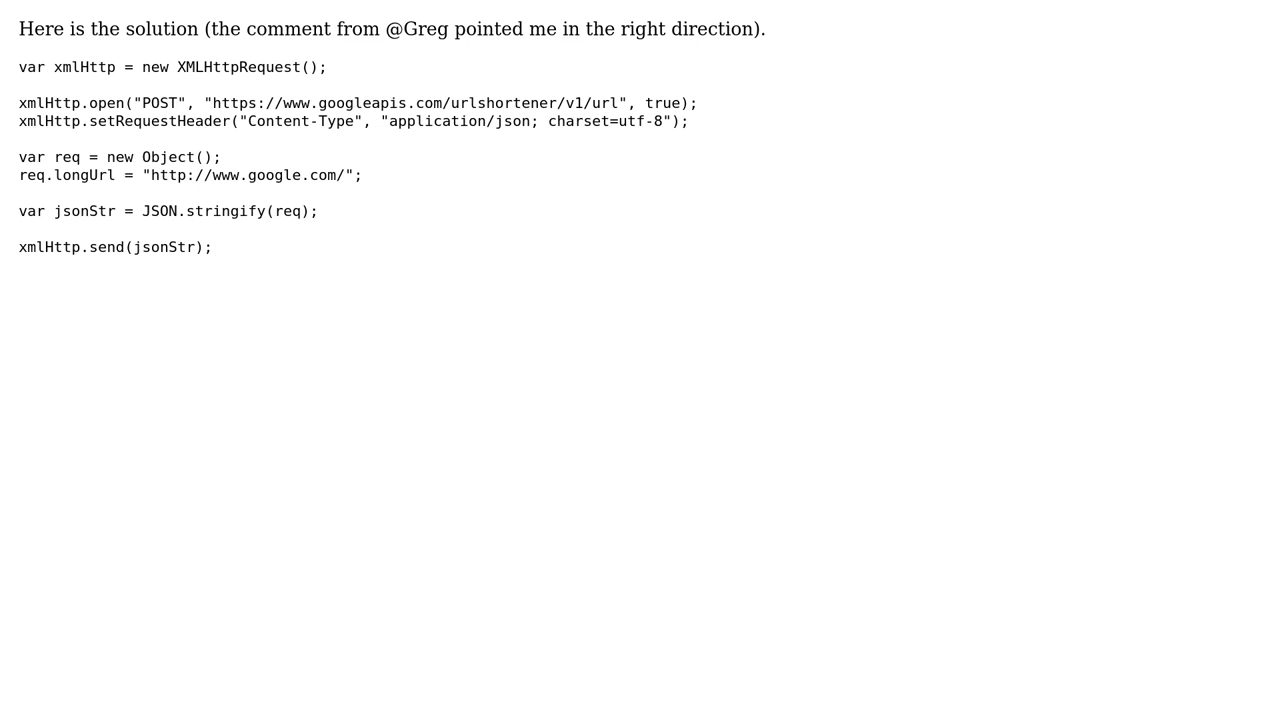 Here is the solution (the comment from @Greg pointed me in the right direction).
var xmlHttp = new XMLHttpRequest();
xmlHttp.open("POST", "https://www.googleapis.com/urlshortener/v1/url", true);
xmlHttp.setRequestHeader("Content-Type", "application/json; charset=utf-8");
var req = new Object();
req.longUrl = "http://www.google.com/";
var jsonStr = JSON.stringify(req);
xmlHttp.send(jsonStr);